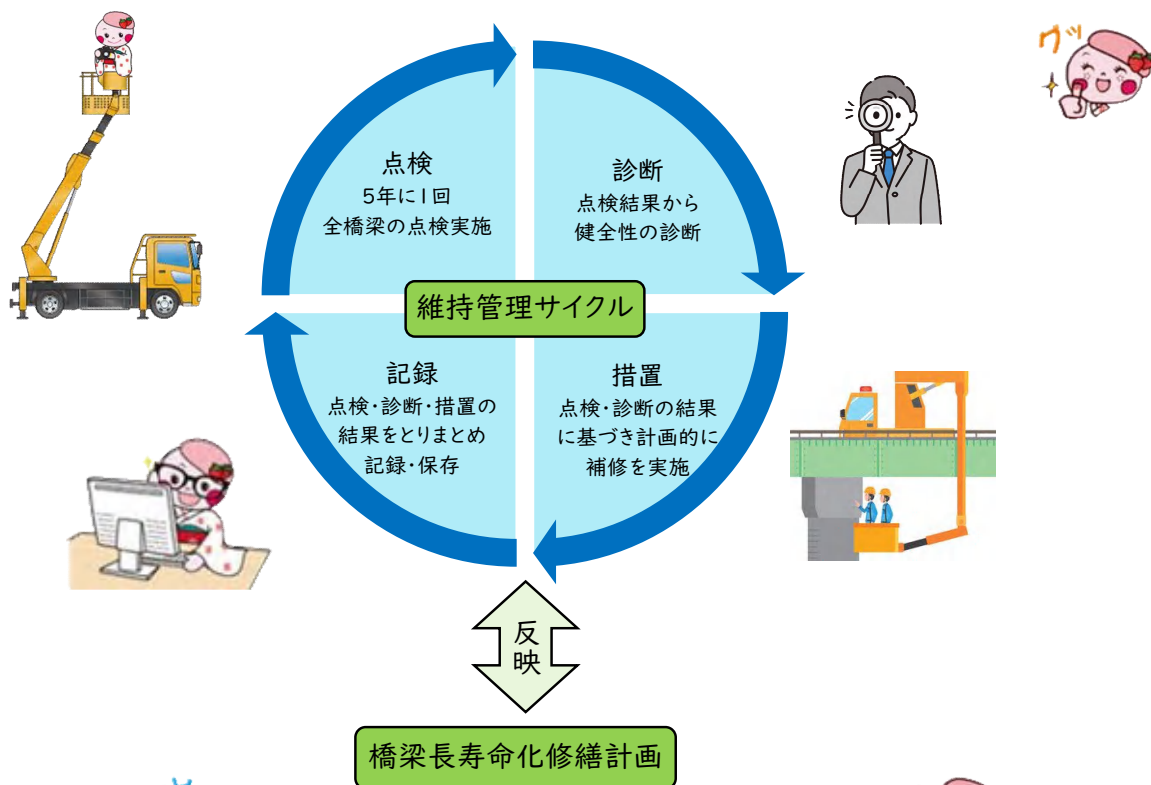 グッ
点検
5年に1回
全橋梁の点検実施
診断
点検結果から
健全性の診断
維持管理サイクル
記録
点検・診断・措置の
結果をとりまとめ
記録・保存
措置
点検・診断の結果
に基づき計画的に
補修を実施
反
映
橋梁長寿命化修繕計画